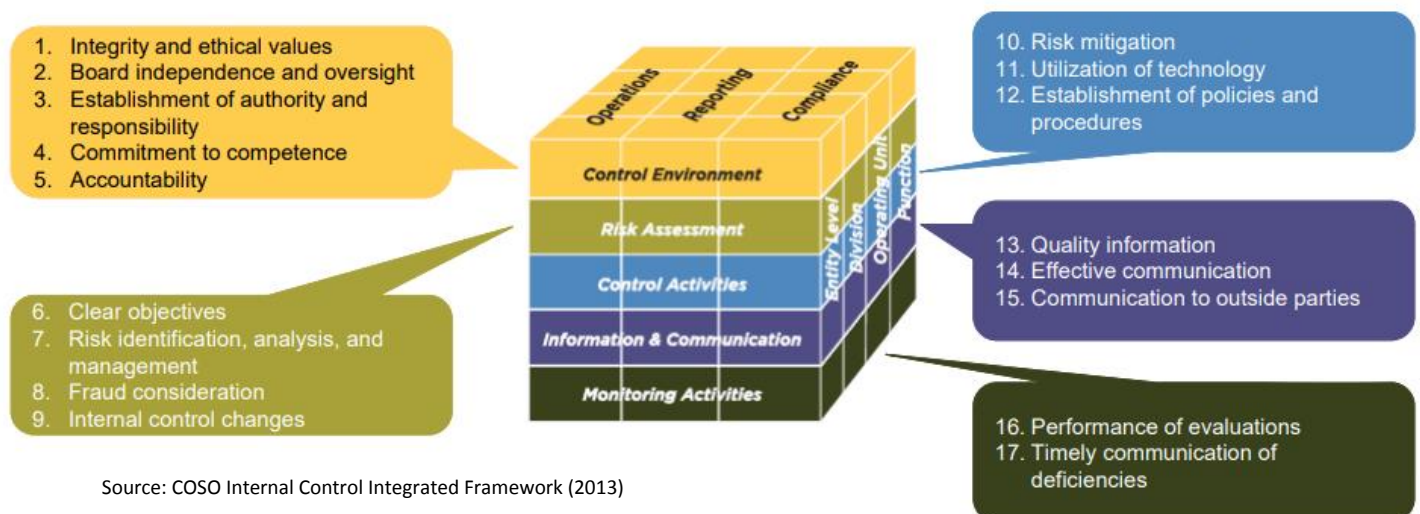 1. Integrity and ethical values
2. Board independence and oversight
3. Establishment of authority and
responsibility
4. Commitment to competence
5. Accountability
6. Clear objectives
7. Risk identification, analysis, and
management
8. Fraud consideration
9. Internal control changes
Operations
Reporting
Compliance
Control Environment
Risk Assessment
Control Activities
Information & Communication
Monitoring Activities
Entity Level
Division
Operating Unit
Function
10. Risk mitigation
11. Utilization of technology
12. Establishment of policies and
procedures
13. Quality information
14. Effective communication
15. Communication to outside parties
16. Performance of evaluations
17. Timely communication of
deficiencies
Source: COSO Internal Control Integrated Framework (2013)